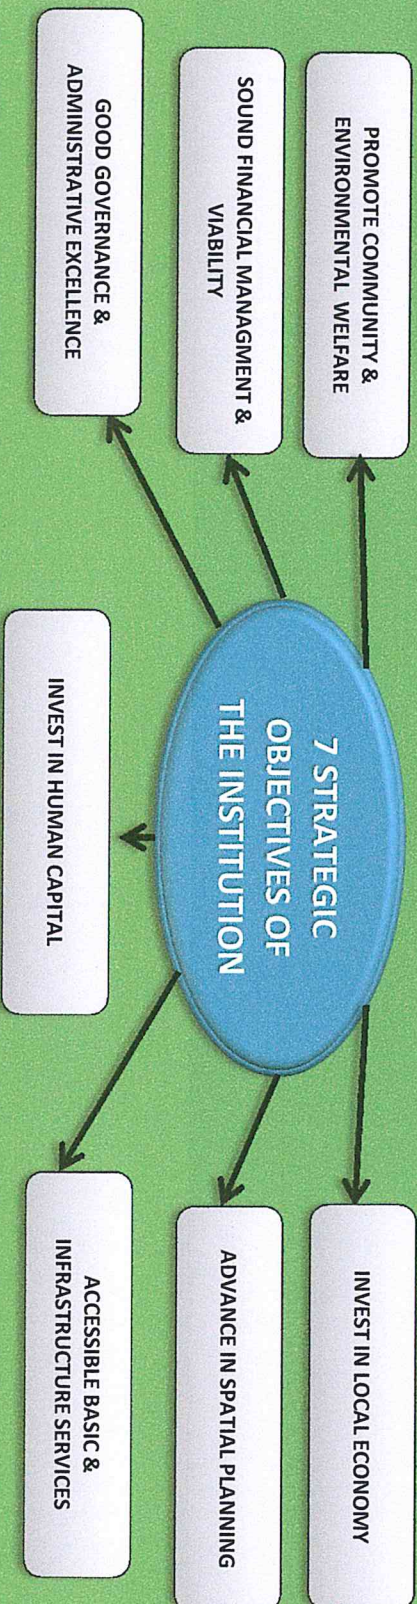 PROMOTE COMMUNITY &
ENVIRONMENTAL WELFARE
SOUND FINANCIAL MANAGMENT &
VIABILITY
GOOD GOVERNANCE &
ADMINISTRATIVE EXCELLENCE
7 STRATEGIC
OBJECTIVES OF
THE INSTITUTION
INVEST IN HUMAN CAPITAL
INVEST IN LOCAL ECONOMY
ADVANCE IN SPATIAL PLANNING
ACCESSIBLE BASIC &
INFRASTRUCTURE SERVICES